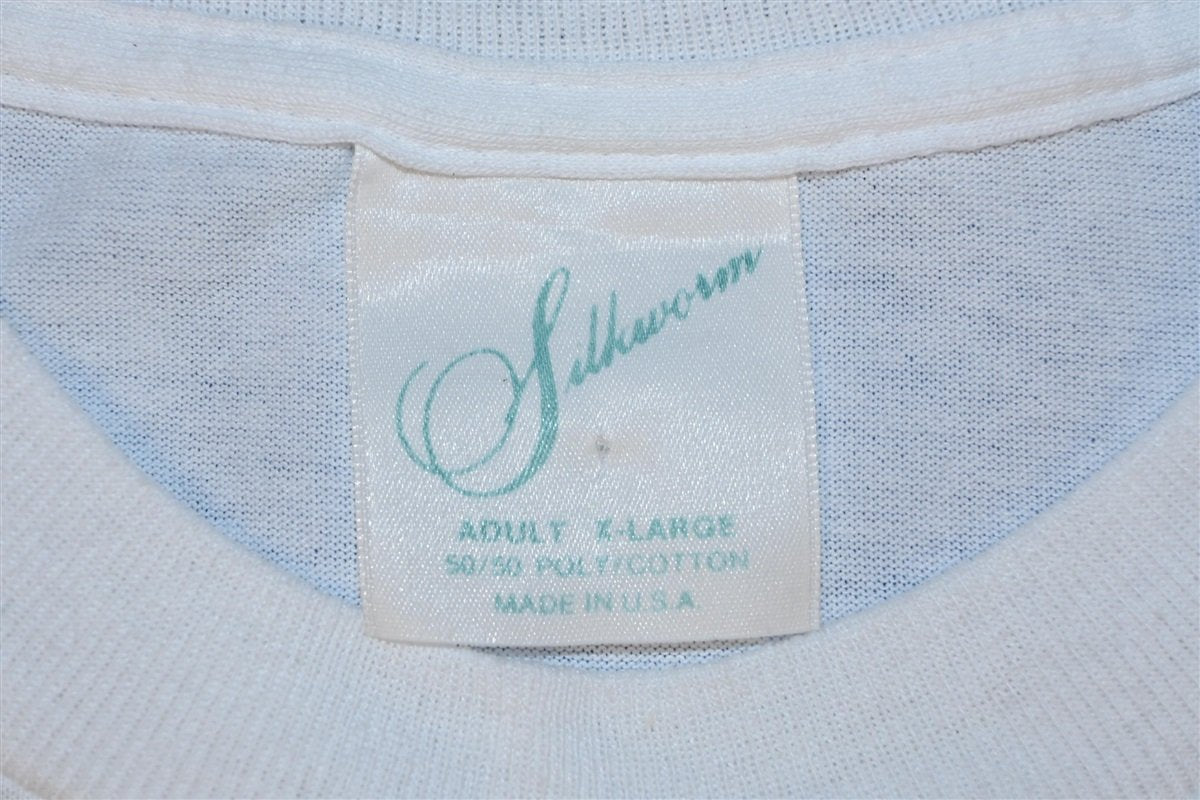 Silkworm
ADULT X-LARGE
50/50 POLY/COTTON
MADE IN U.S.A.